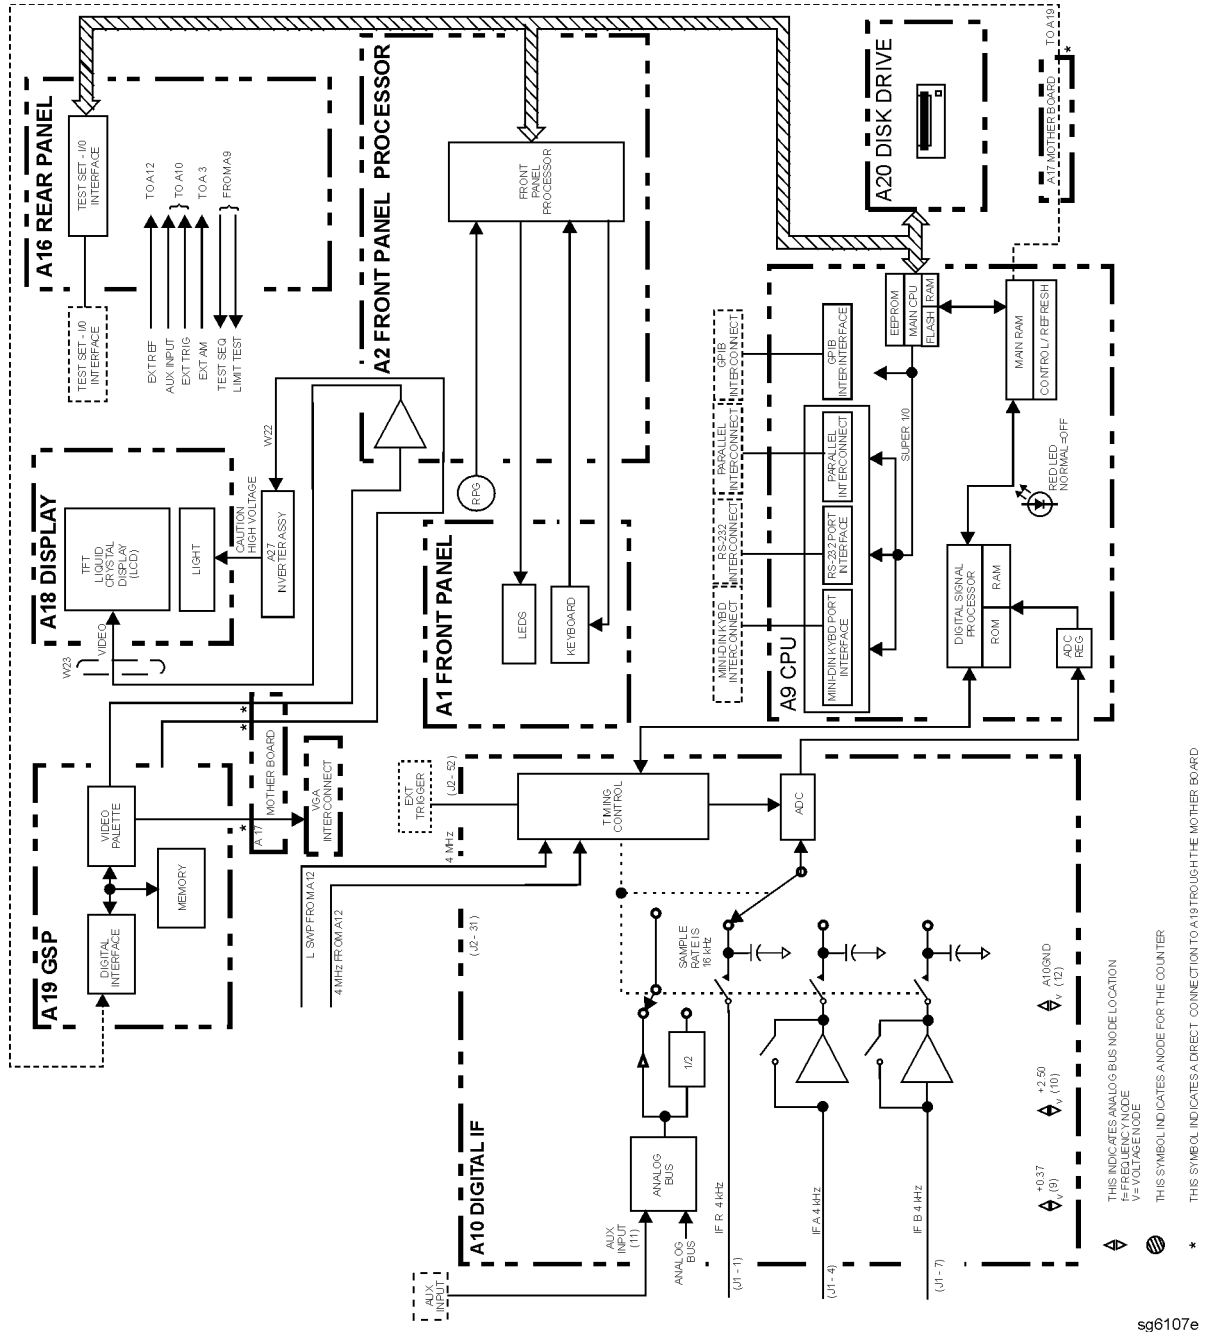 A16 REAR PANEL
TEST SET - I/0
INTERFACE
TEST SET - I/0
INTERFACE
TO A12
TO A10
TO A 3
FROM A9
EXT REF
AUX INPUT
EXT TRIG
EXT AM
TEST SEQ
LIMIT TEST
A2 FRONT PANEL PROCESSOR
FRONT
PANEL
PROCESSOR
A20 DISK DRIVE
A17 MOTHER BOARD
TO A19
*
A18 DISPLAY
TFT
LIQUID
CRYSTAL
DISPLAY
(LCD)
LIGHT
CAUTION
HIGH VOLTAGE
W22
A27
NVERTER ASSY
W23
VIDEO
RPG
A1 FRONT PANEL
LEDS
KEYBOARD
A9 CPU
GPIB
INTERCONNECT
PARALLEL
INTERCONNECT
RS-232
INTERCONNECT
MINI-DIN KYBD
INTERCONNECT
GPIB
INTERINTERFACE
PARALLEL
INTERCONNECT
RS-232 PORT
INTERFACE
MINI-DIN KYBD PORT
INTERFACE
EEPROM
MAIN CPU
FLASH
RAM
SUPER 1/0
MAIN RAM
CONTROL / REFRESH
RED LED
NORMAL=OFF
DIGITAL SIGNAL
PROCESSOR
ROM
RAM
ADC
REG
A19 GSP
VIDEO
PALETTE
MEMORY
DIGITAL
INTERFACE
*
*
*
A 17
MOTHER BOARD
VGA
INTERCONNECT
L SWP FROM A12
4 MHz FROM A12
A10 DIGITAL IF
EXT
TRIGGER
(J2 - 52)
4 MHz
(J2 - 31)
TIMING
CONTROL
ADC
SAMPLE
RATE IS
16 kHz
1/2
ANALOG
BUS
AUX
INPUT
(11)
ANALOG
BUS
AUX
INPUT
IF R 4 kHz
(J1 - 1)
IF A 4 kHz
(J1 - 4)
IF B 4 kHz
(J1 - 7)
+0.37
V (9)
+2.50
V (10)
A10GND
V (12)
THIS INDICATES ANALOG BUS NODE LOCATION
f= FREQUENCY NODE
V= VOLTAGE NODE
THIS SYMBOL INDICATES A NODE FOR THE COUNTER
* THIS SYMBOL INDICATES A DIRECT CONNECTION TO A19 TROUGH THE MOTHER BOARD
sg6107e